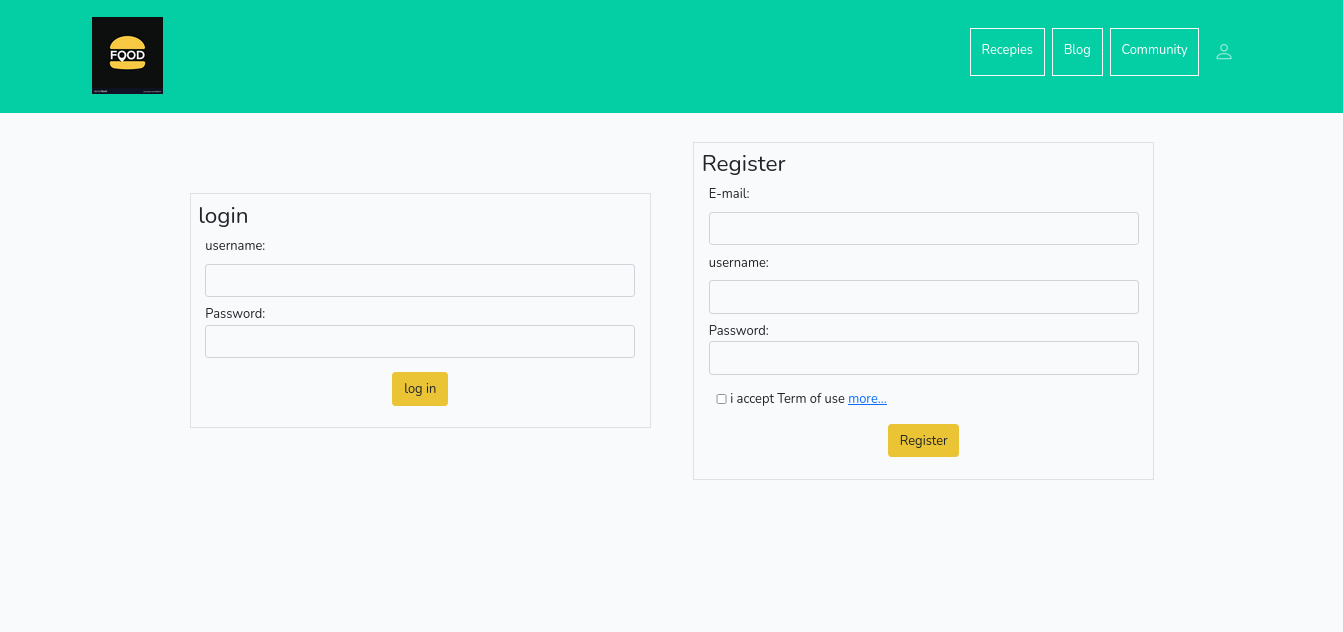 FOOD
Recepies
Blog
Community
login
username:
Password:
log in
Register
E-mail:
username:
Password:
i accept Term of use more...
Register